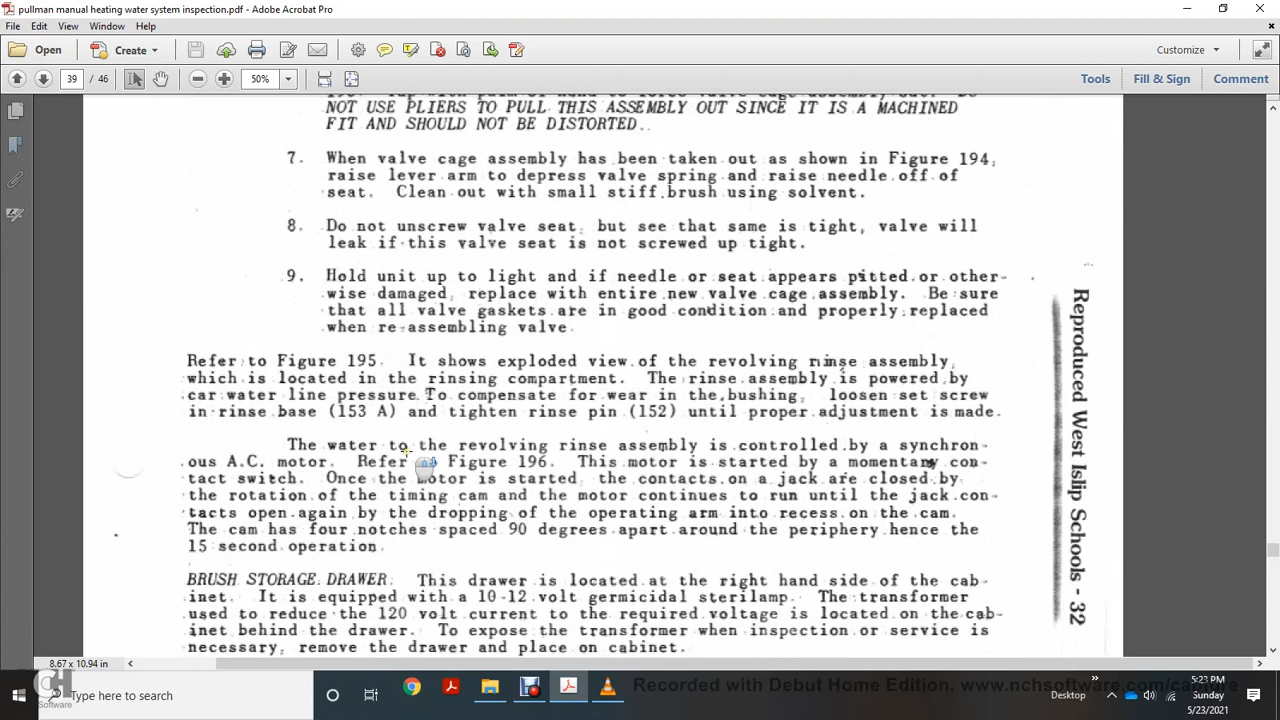 pullman manual heating water system inspection.pdf - Adobe Acrobat Pro
File Edit View Window Help
Open Create Customize
39 / 46 50% Tools Fill & Sign Comment
NOT USE PLIERS TO PULL THIS ASSEMBLY OUT SINCE IT IS A MACHINED
FIT AND SHOULD NOT BE DISTORTED.
7. When valve cage assembly has been taken out as shown in Figure 194,
raise lever arm to depress valve spring and raise needle off of
seat. Clean out with small stiff brush using solvent.
8. Do not unscrew valve seat, but see that same is tight, valve will
leak if this valve seat is not screwed up tight.
9. Hold unit up to light and if needle or seat appears pitted or other-
wise damaged, replace with entire new valve cage assembly. Be sure
that all valve gaskets are in good condition and properly replaced
when re-assembling valve.
Refer to Figure 195. It shows exploded view of the revolving rinse assembly,
which is located in the rinsing compartment. The rinse assembly is powered by
car water line pressure. To compensate for wear in the bushing, loosen set screw
in rinse base (153 A) and tighten rinse pin (152) until proper adjustment is made.
The water to the revolving rinse assembly is controlled by a synchron-
ous A.C. motor. Refer Figure 196. This motor is started by a momentary con-
tact switch. Once the motor is started, the contacts on a jack are closed by
the rotation of the timing cam and the motor continues to run until the jack con-
tacts open again by the dropping of the operating arm into recess on the cam.
The cam has four notches spaced 90 degrees apart around the periphery hence the
15 second operation.
BRUSH STORAGE DRAWER: This drawer is located at the right hand side of the cab-
inet. It is equipped with a 10-12 volt germicidal sterilamp. The transformer
used to reduce the 120 volt current to the required voltage is located on the cab-
inet behind the drawer. To expose the transformer when inspection or service is
necessary, remove the drawer and place on cabinet.
Reproduced West Islip Schools - 32
8.67 x 10.94 in
CH Software
Type here to search
Recorded with Debut Home Edition. www.nchsoftware.com/capture
Desktop
5:23 PM
Sunday
5/23/2021